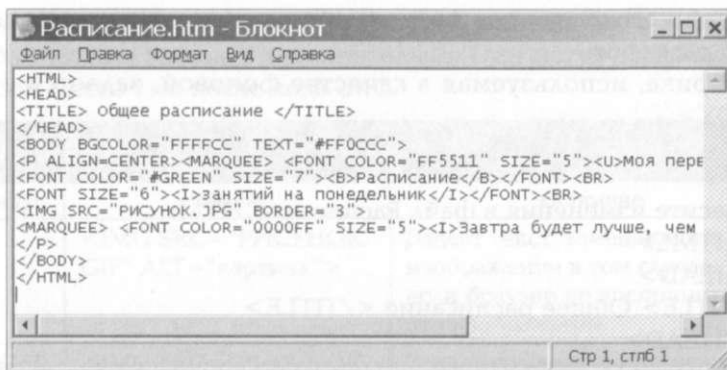 Расписание.htm - Блокнот
Файл Правка Формат Вид Справка
<HTML>
<HEAD>
<TITLE> Общее расписание </TITLE>
</HEAD>
<BODY BGCOLOR="FFFFCC" TEXT="#FF0CCC">
<P ALIGN=CENTER><MARQUEE> <FONT COLOR="FF5511" SIZE="5"><U>Моя перв
<FONT COLOR="#GREEN" SIZE="7"><B>Расписание</B></FONT><BR>
<FONT SIZE="6"><I>занятий на понедельник</I></FONT><BR>
<IMG SRC="РИСУНОК.JPG" BORDER="3">
<MARQUEE> <FONT COLOR="0000FF" SIZE="5"><I>Завтра будет лучше, чем
</P>
</BODY>
</HTML>
Стр 1, стлб 1